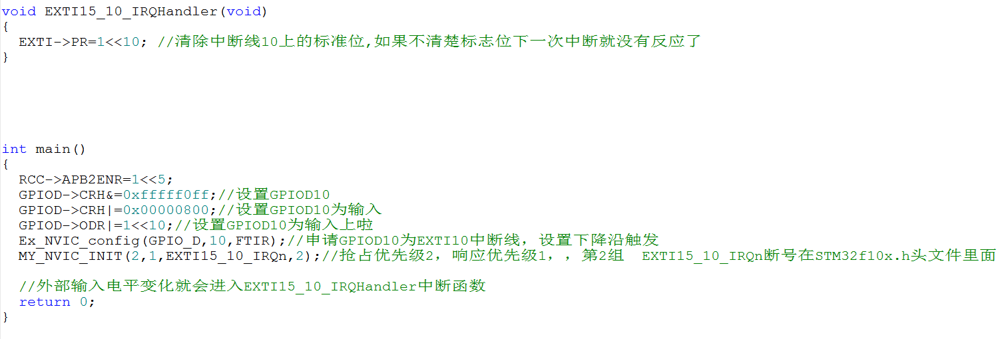 void EXTI15_10_IRQHandler(void)
{
  EXTI->PR=1<<10; //清除中断线10上的标准位,如果不清楚标志位下一次中断就没有反应了
}
int main()
{
  RCC->APB2ENR=1<<5;
  GPIOD->CRH&=0xfffff0ff;//设置GPIOD10
  GPIOD->CRH|=0x00000800;//设置GPIOD10为输入
  GPIOD->ODR|=1<<10;//设置GPIOD10为输入上啦
  Ex_NVIC_config(GPIO_D,10,FTIR);//申请GPIOD10为EXTI10中断线，设置下降沿触发
  MY_NVIC_INIT(2,1,EXTI15_10_IRQn,2);//抢占优先级2，响应优先级1，，第2组  EXTI15_10_IRQn断号在STM32f10x.h头文件里面
  //外部输入电平变化就会进入EXTI15_10_IRQHandler中断函数
  return 0;
}